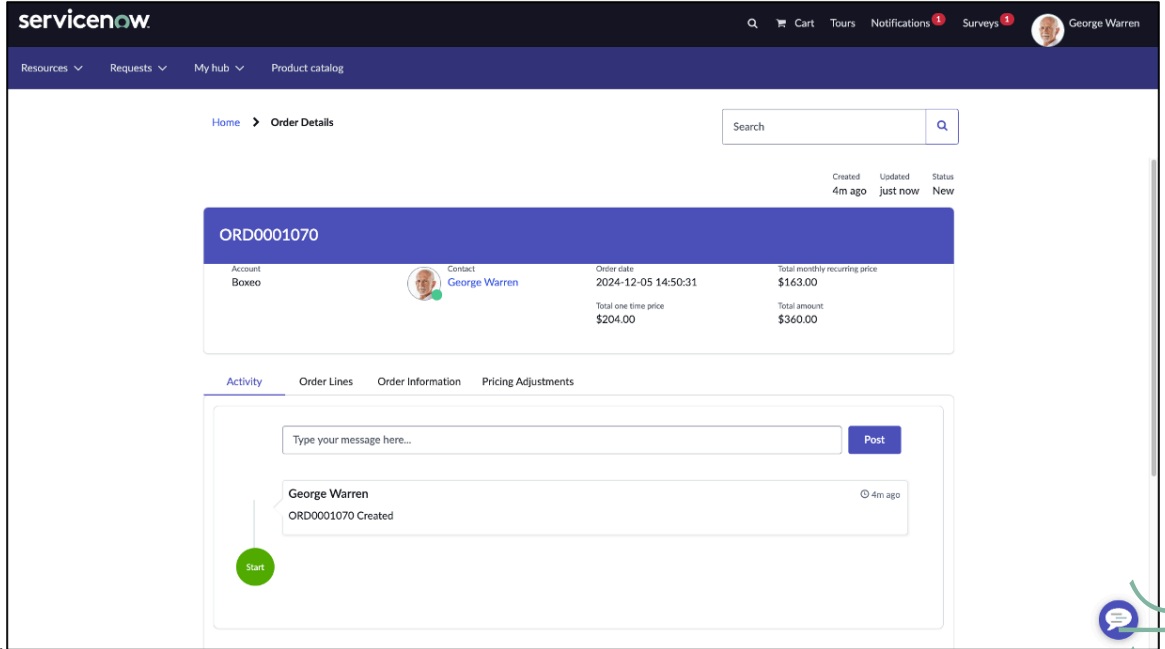 servicenow.
Cart Tours Notifications 1 Surveys 1 George Warren
Resources Requests My hub Product catalog
Home > Order Details
Search
Created Updated Status
4m ago just now New
ORD0001070
Account Contact Order date Total monthly recurring price
Boxeo George Warren 2024-12-05 14:50:31 $163.00
Total one time price Total amount
$204.00 $360.00
Activity Order Lines Order Information Pricing Adjustments
Type your message here... Post
George Warren 4m ago
ORD0001070 Created
Start